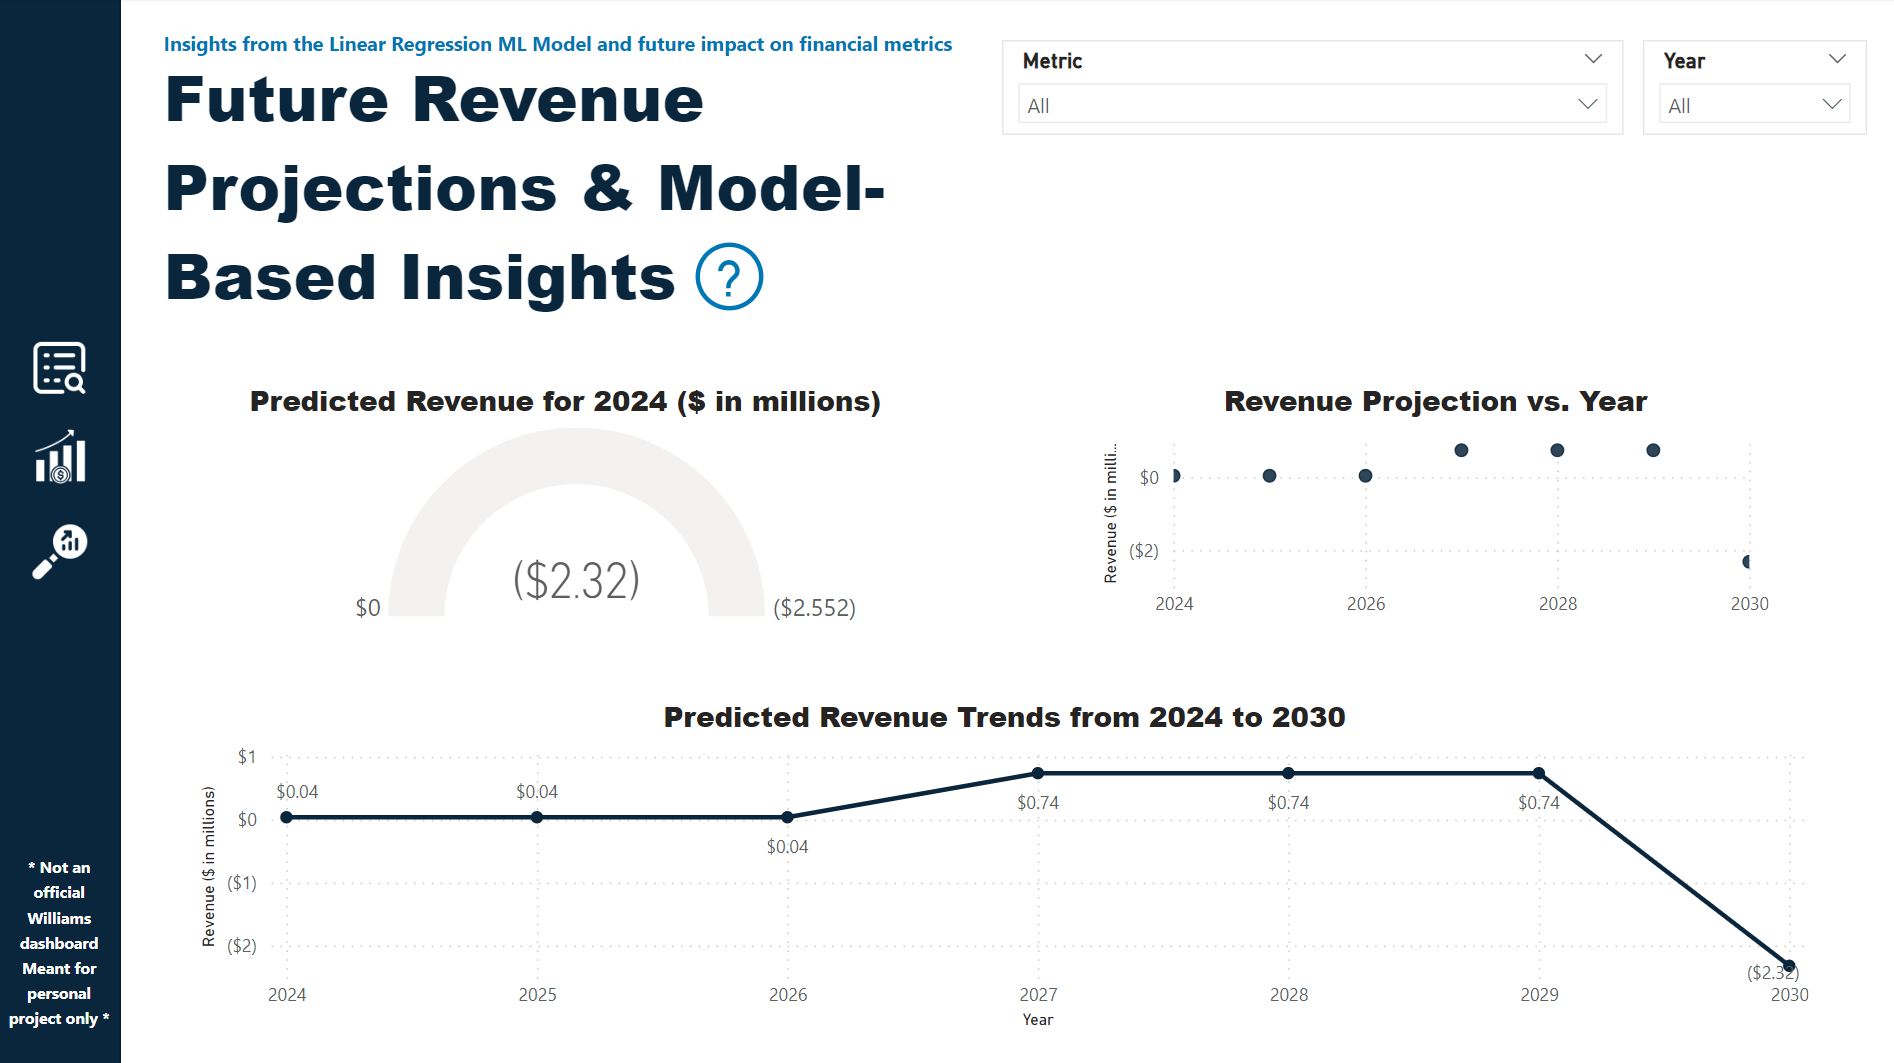 Insights from the Linear Regression ML Model and future impact on financial metrics
Future Revenue
Projections & Model-
Based Insights ?
Metric
All
Year
All
Predicted Revenue for 2024 ($ in millions)
$0
($2.32)
($2.552)
Revenue Projection vs. Year
Revenue ($ in milli...
$0
($2)
2024
2026
2028
2030
Predicted Revenue Trends from 2024 to 2030
Revenue ($ in millions)
$1
$0
($1)
($2)
$0.04
$0.04
$0.04
$0.74
$0.74
$0.74
($2.32)
2024
2025
2026
2027
2028
2029
2030
Year
* Not an
official
Williams
dashboard
Meant for
personal
project only *